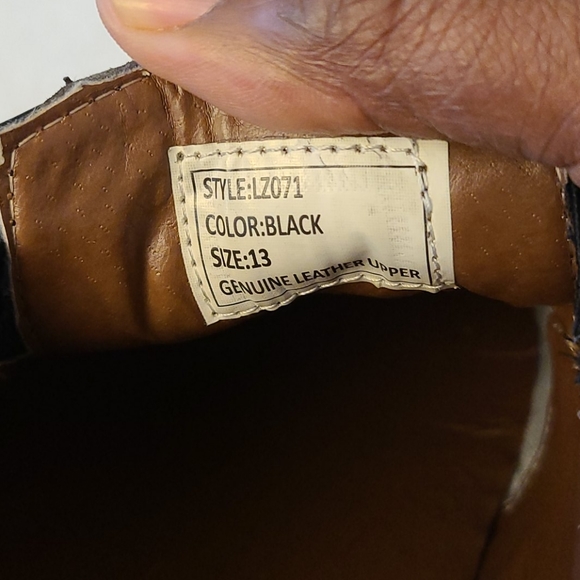 STYLE:LZ071
COLOR:BLACK
SIZE:13
GENUINE LEATHER UPPER